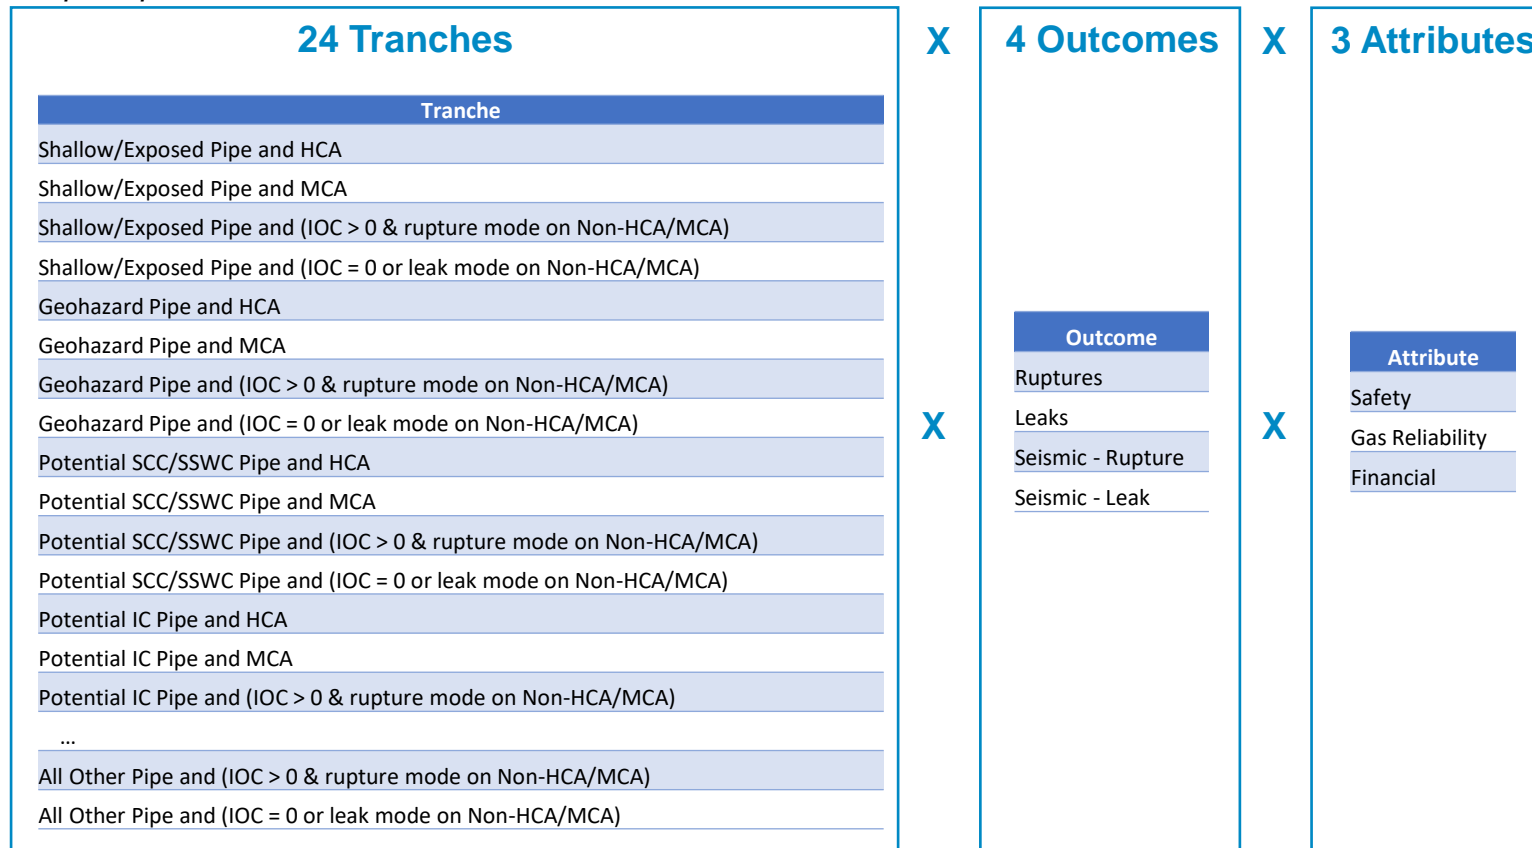 24 Tranches
X
4 Outcomes
X
3 Attributes
Tranche
Shallow/Exposed Pipe and HCA
Shallow/Exposed Pipe and MCA
Shallow/Exposed Pipe and (IOC > 0 & rupture mode on Non-HCA/MCA)
Shallow/Exposed Pipe and (IOC = 0 or leak mode on Non-HCA/MCA)
Geohazard Pipe and HCA
Geohazard Pipe and MCA
Geohazard Pipe and (IOC > 0 & rupture mode on Non-HCA/MCA)
Geohazard Pipe and (IOC = 0 or leak mode on Non-HCA/MCA)
Potential SCC/SSWC Pipe and HCA
Potential SCC/SSWC Pipe and MCA
Potential SCC/SSWC Pipe and (IOC > 0 & rupture mode on Non-HCA/MCA)
Potential SCC/SSWC Pipe and (IOC = 0 or leak mode on Non-HCA/MCA)
Potential IC Pipe and HCA
Potential IC Pipe and MCA
Potential IC Pipe and (IOC > 0 & rupture mode on Non-HCA/MCA)
...
All Other Pipe and (IOC > 0 & rupture mode on Non-HCA/MCA)
All Other Pipe and (IOC = 0 or leak mode on Non-HCA/MCA)
X
Outcome
Ruptures
Leaks
Seismic - Rupture
Seismic - Leak
X
Attribute
Safety
Gas Reliability
Financial